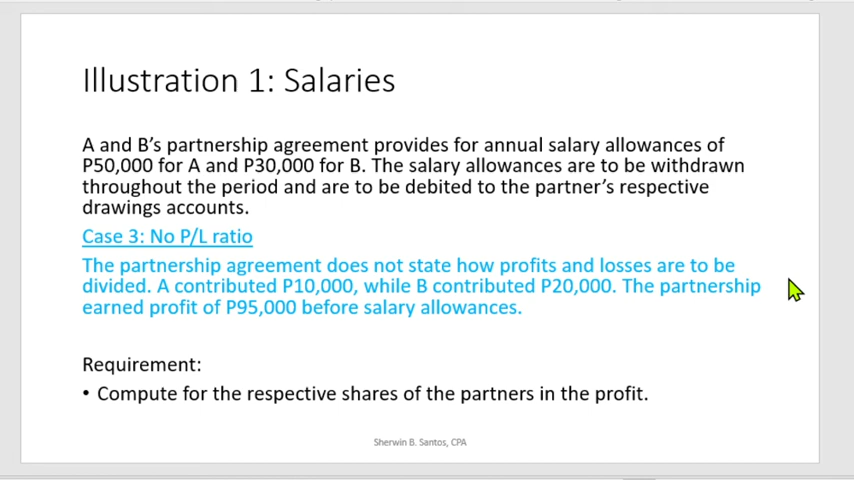 Illustration 1: Salaries
A and B’s partnership agreement provides for annual salary allowances of
P50,000 for A and P30,000 for B. The salary allowances are to be withdrawn
throughout the period and are to be debited to the partner’s respective
drawings accounts.
Case 3: No P/L ratio
The partnership agreement does not state how profits and losses are to be
divided. A contributed P10,000, while B contributed P20,000. The partnership
earned profit of P95,000 before salary allowances.
Requirement:
• Compute for the respective shares of the partners in the profit.
Sherwin B. Santos, CPA